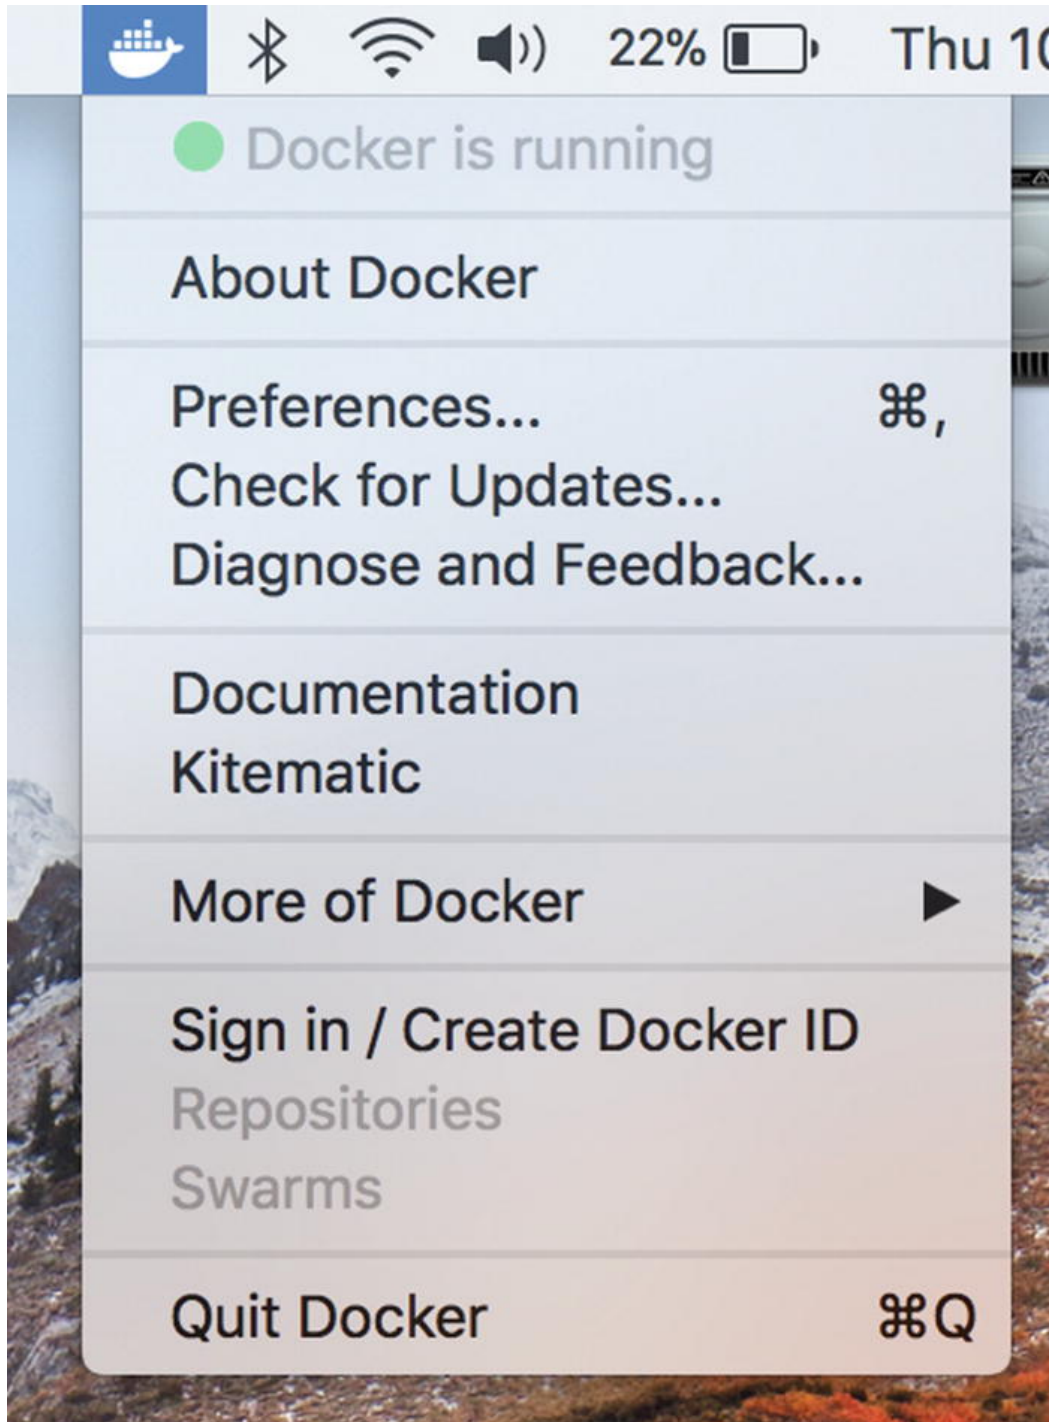 22% Thu 10
Docker is running
About Docker
Preferences... ⌘,
Check for Updates...
Diagnose and Feedback...
Documentation
Kitematic
More of Docker
Sign in / Create Docker ID
Repositories
Swarms
Quit Docker ⌘Q